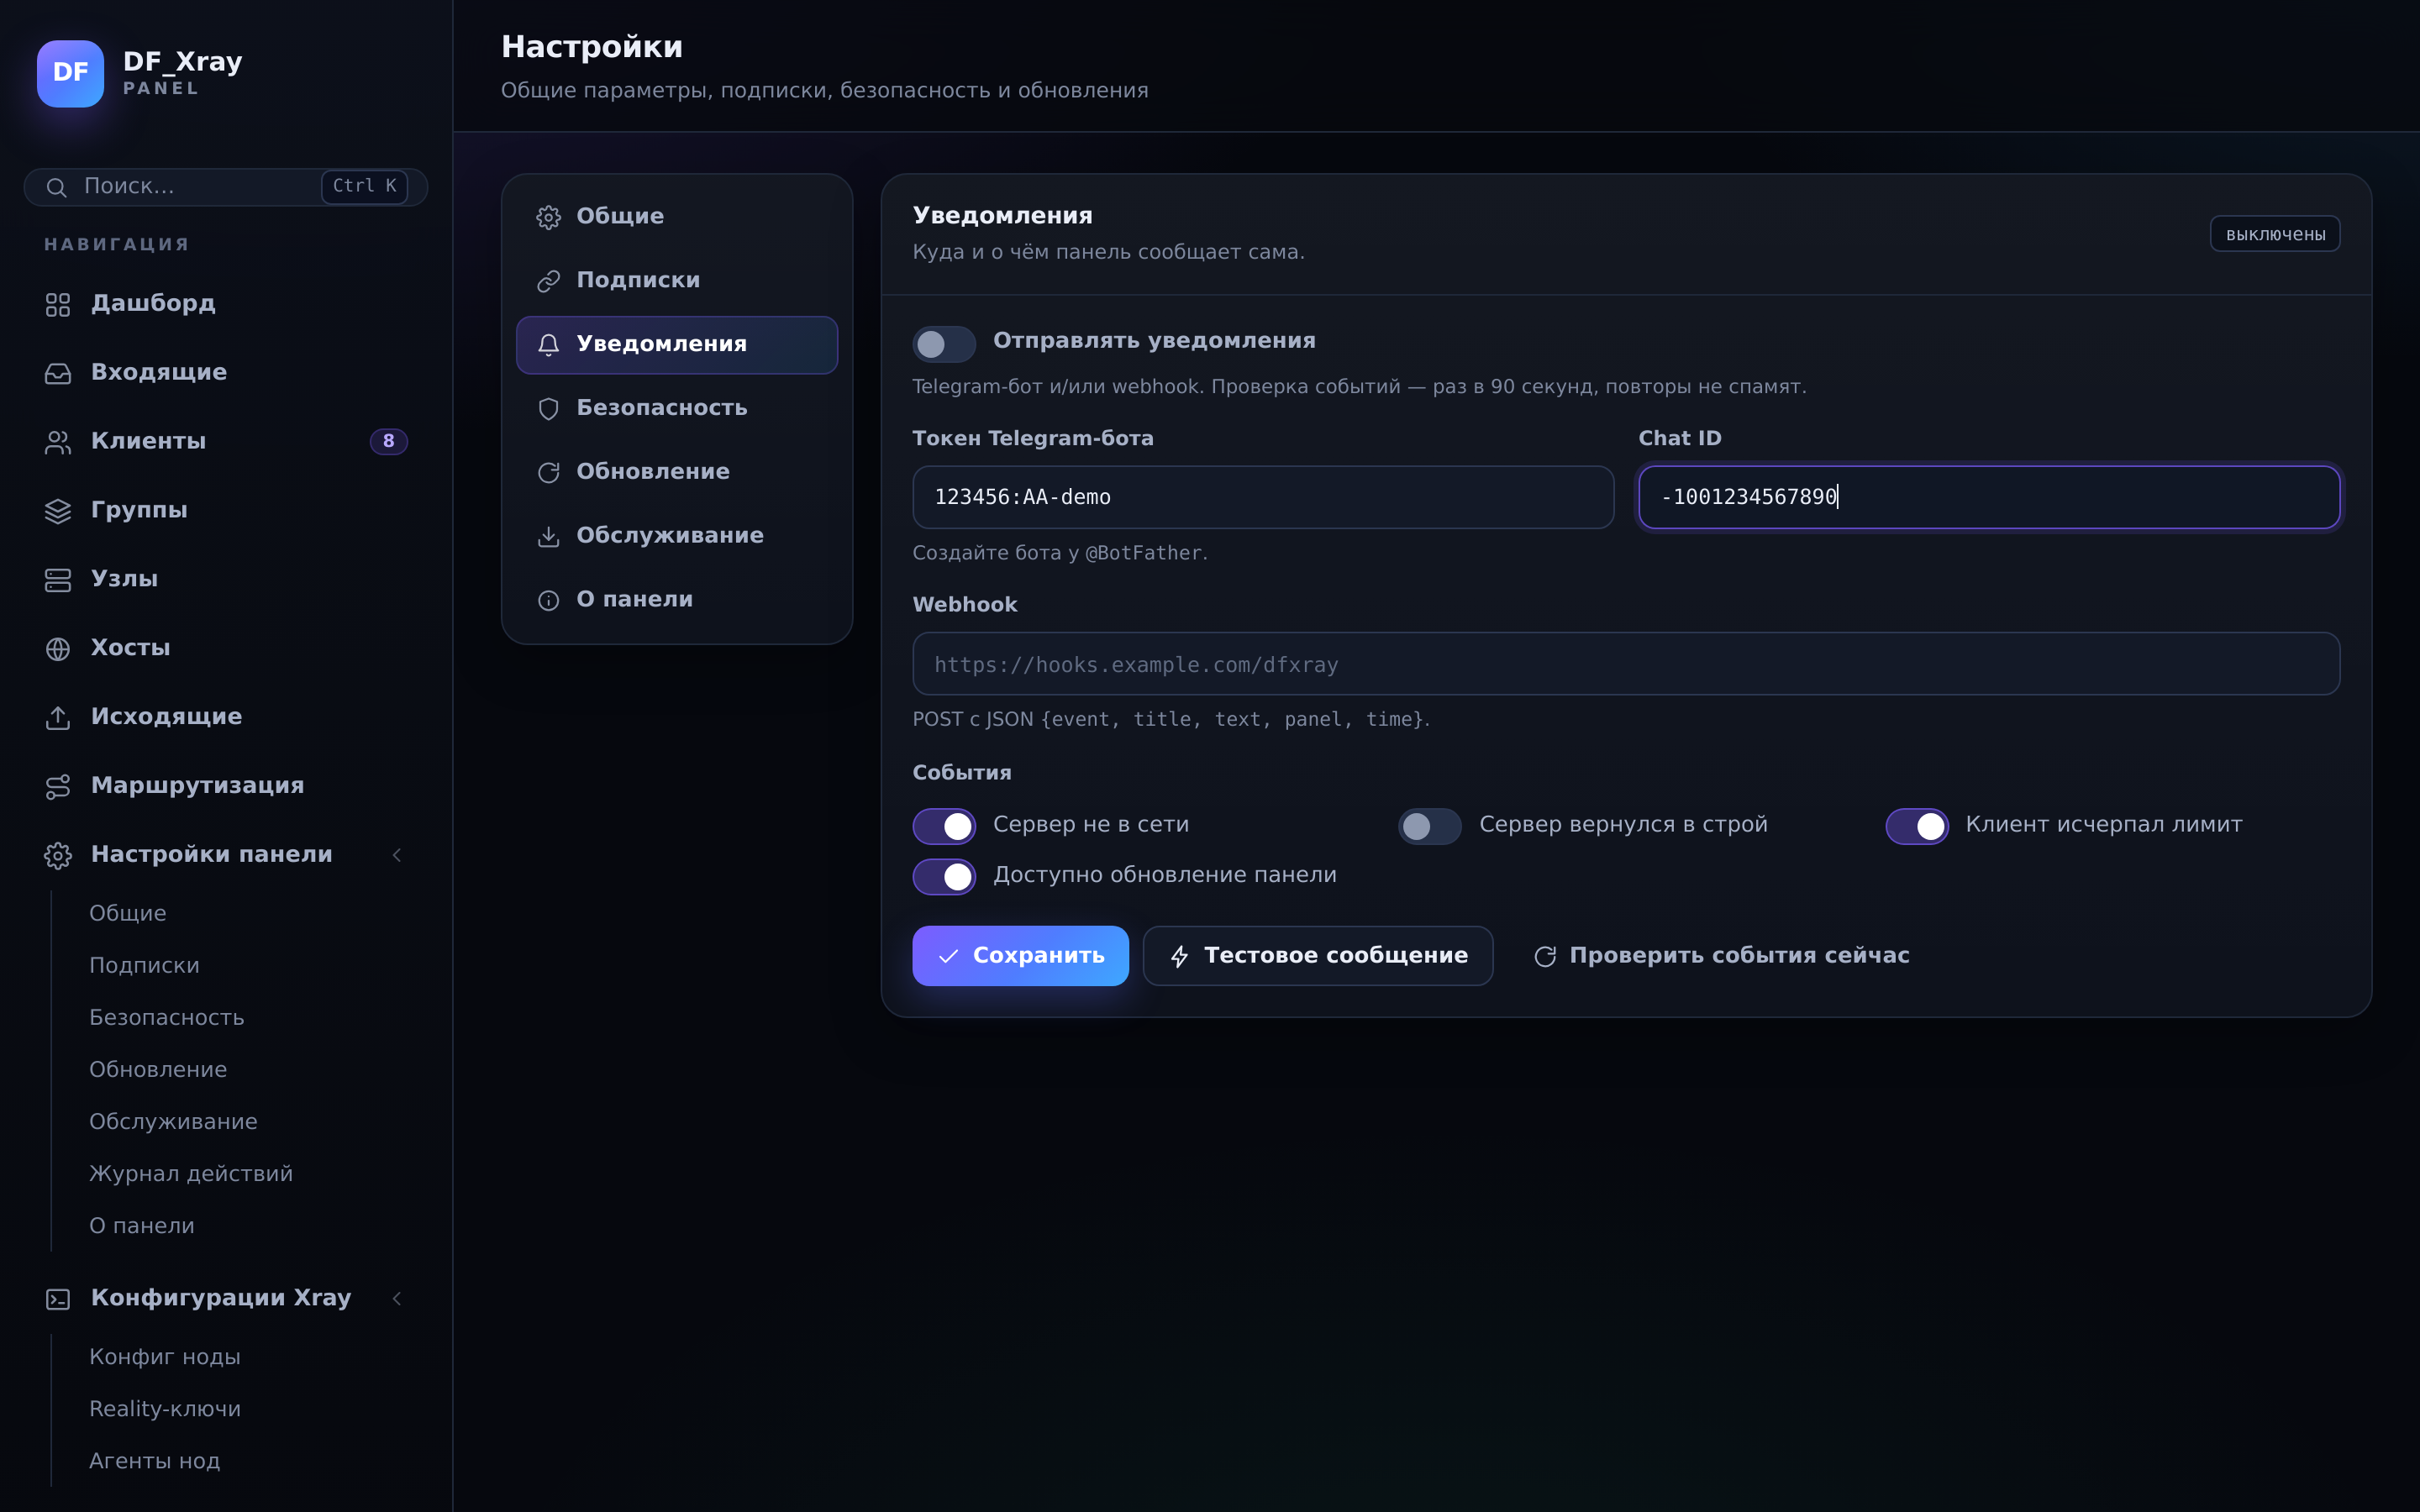 DF
DF_Xray
PANEL
Поиск...
Ctrl K
НАВИГАЦИЯ
Дашборд
Входящие
Клиенты
8
Группы
Узлы
Хосты
Исходящие
Маршрутизация
Настройки панели
Общие
Подписки
Безопасность
Обновление
Обслуживание
Журнал действий
О панели
Конфигурации Xray
Конфиг ноды
Reality-ключи
Агенты нод
Настройки
Общие параметры, подписки, безопасность и обновления
Общие
Подписки
Уведомления
Безопасность
Обновление
Обслуживание
О панели
Уведомления
Куда и о чём панель сообщает сама.
выключены
Отправлять уведомления
Telegram-бот и/или webhook. Проверка событий — раз в 90 секунд, повторы не спамят.
Токен Telegram-бота
Chat ID
123456:AA-demo
-1001234567890
Создайте бота у @BotFather.
Webhook
https://hooks.example.com/dfxray
POST с JSON {event, title, text, panel, time}.
События
Сервер не в сети
Сервер вернулся в строй
Клиент исчерпал лимит
Доступно обновление панели
Сохранить
Тестовое сообщение
Проверить события сейчас